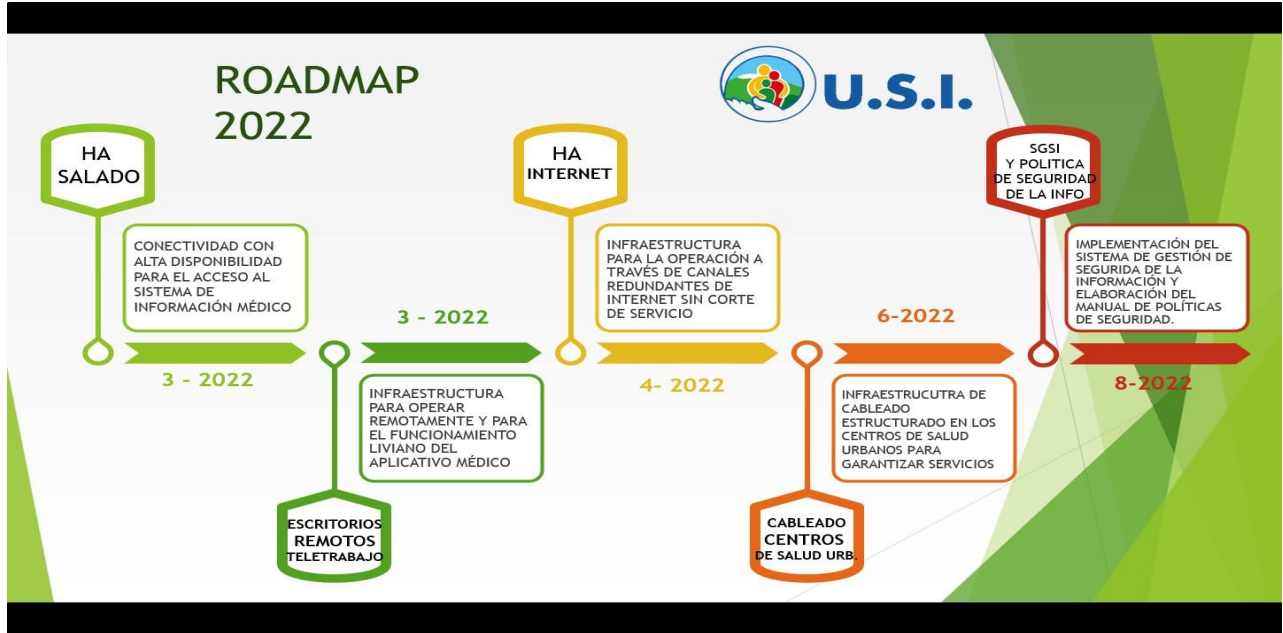 ROADMAP
2022
U.S.I.
HA
SALADO
CONECTIVIDAD CON
ALTA DISPONIBILIDAD
PARA EL ACCESO AL
SISTEMA DE
INFORMACIÓN MÉDICO
3 - 2022
ESCRITORIOS
REMOTOS
TELETRABAJO
INFRAESTRUCTURA
PARA OPERAR
REMOTAMENTE Y PARA
EL FUNCIONAMIENTO
LIVIANO DEL
APLICATIVO MÉDICO
3 - 2022
HA
INTERNET
INFRAESTRUCTURA
PARA LA OPERACIÓN A
TRAVÉS DE CANALES
REDUNDANTES DE
INTERNET SIN CORTE
DE SERVICIO
4- 2022
CABLEADO
CENTROS
DE SALUD URB.
INFRAESTRUCUTRA DE
CABLEADO
ESTRUCTURADO EN LOS
CENTROS DE SALUD
URBANOS PARA
GARANTIZAR SERVICIOS
6-2022
SGSI
Y POLITICA
DE SEGURIDAD
DE LA INFO
IMPLEMENTACIÓN DEL
SISTEMA DE GESTIÓN DE
SEGURIDA DE LA
INFORMACIÓN Y
ELABORACIÓN DEL
MANUAL DE POLÍTICAS
DE SEGURIDAD.
8-2022